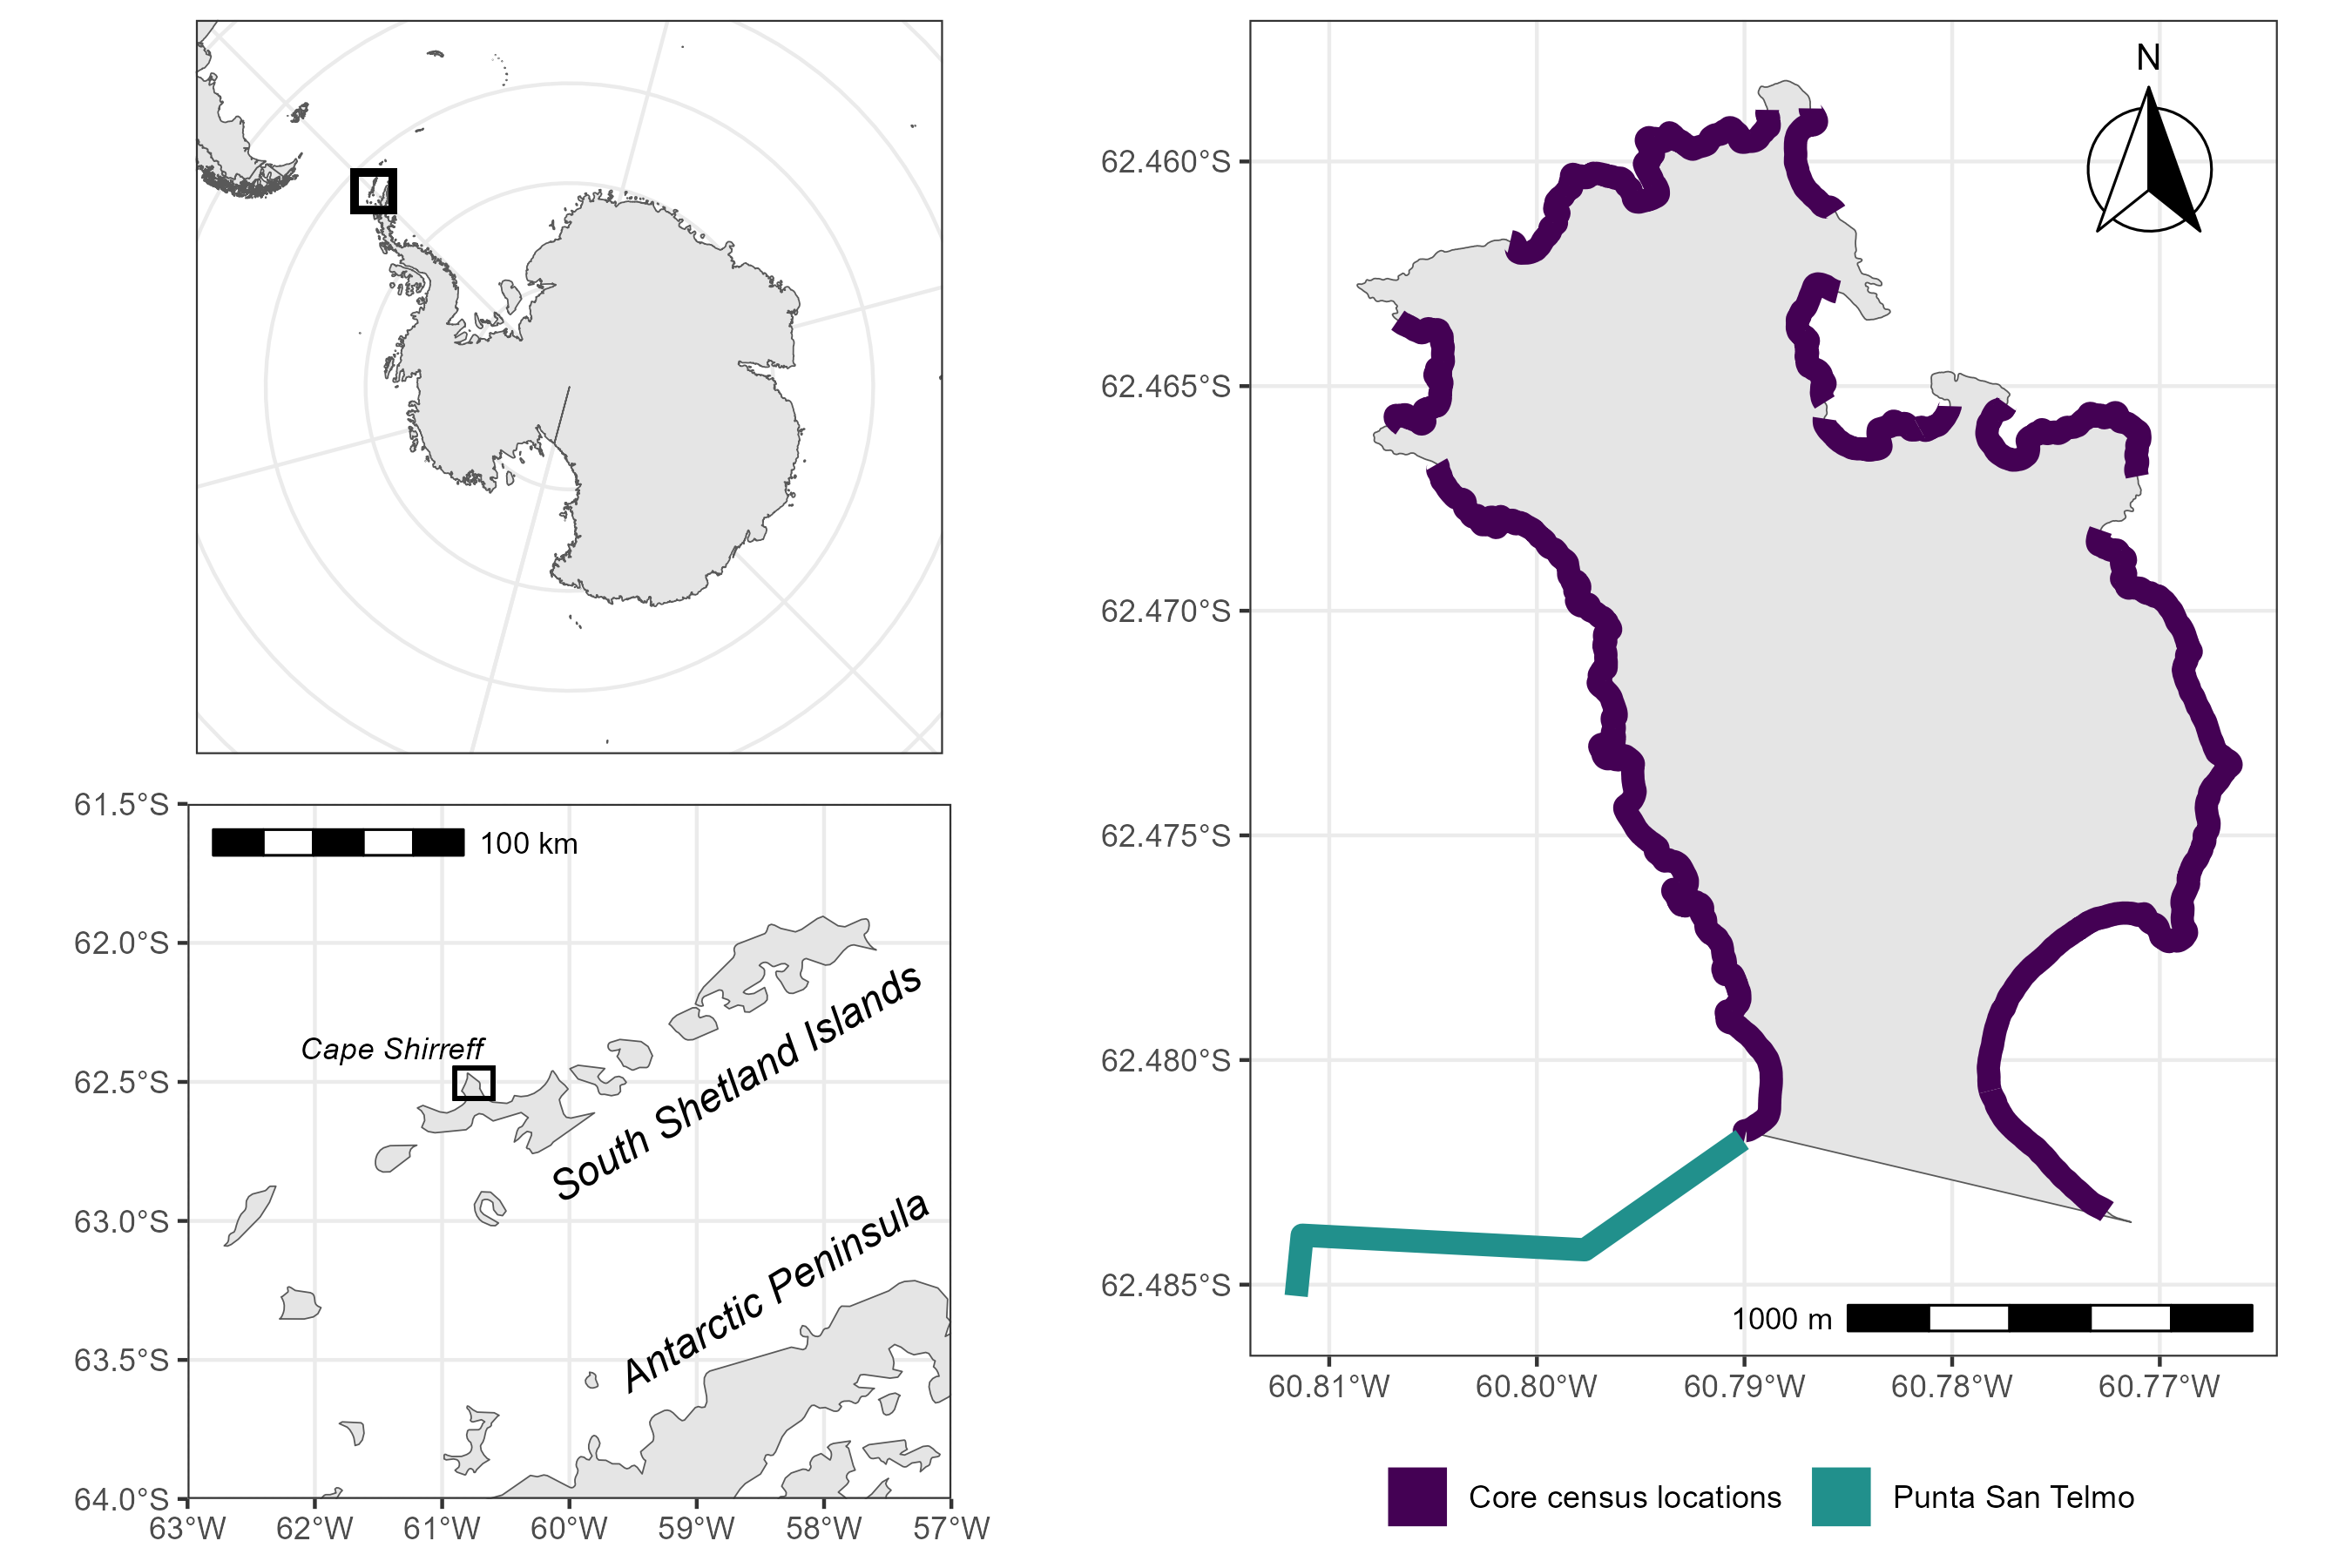 61.5°S
62.0°S
62.5°S
63.0°S
63.5°S
64.0°S
100 km
Cape Shirreff
South Shetland Islands
Antarctic Peninsula
63°W 62°W 61°W 60°W 59°W 58°W 57°W
N
62.460°S
62.465°S
62.470°S
62.475°S
62.480°S
62.485°S
1000 m
60.81°W 60.80°W 60.79°W 60.78°W 60.77°W
Core census locations Punta San Telmo